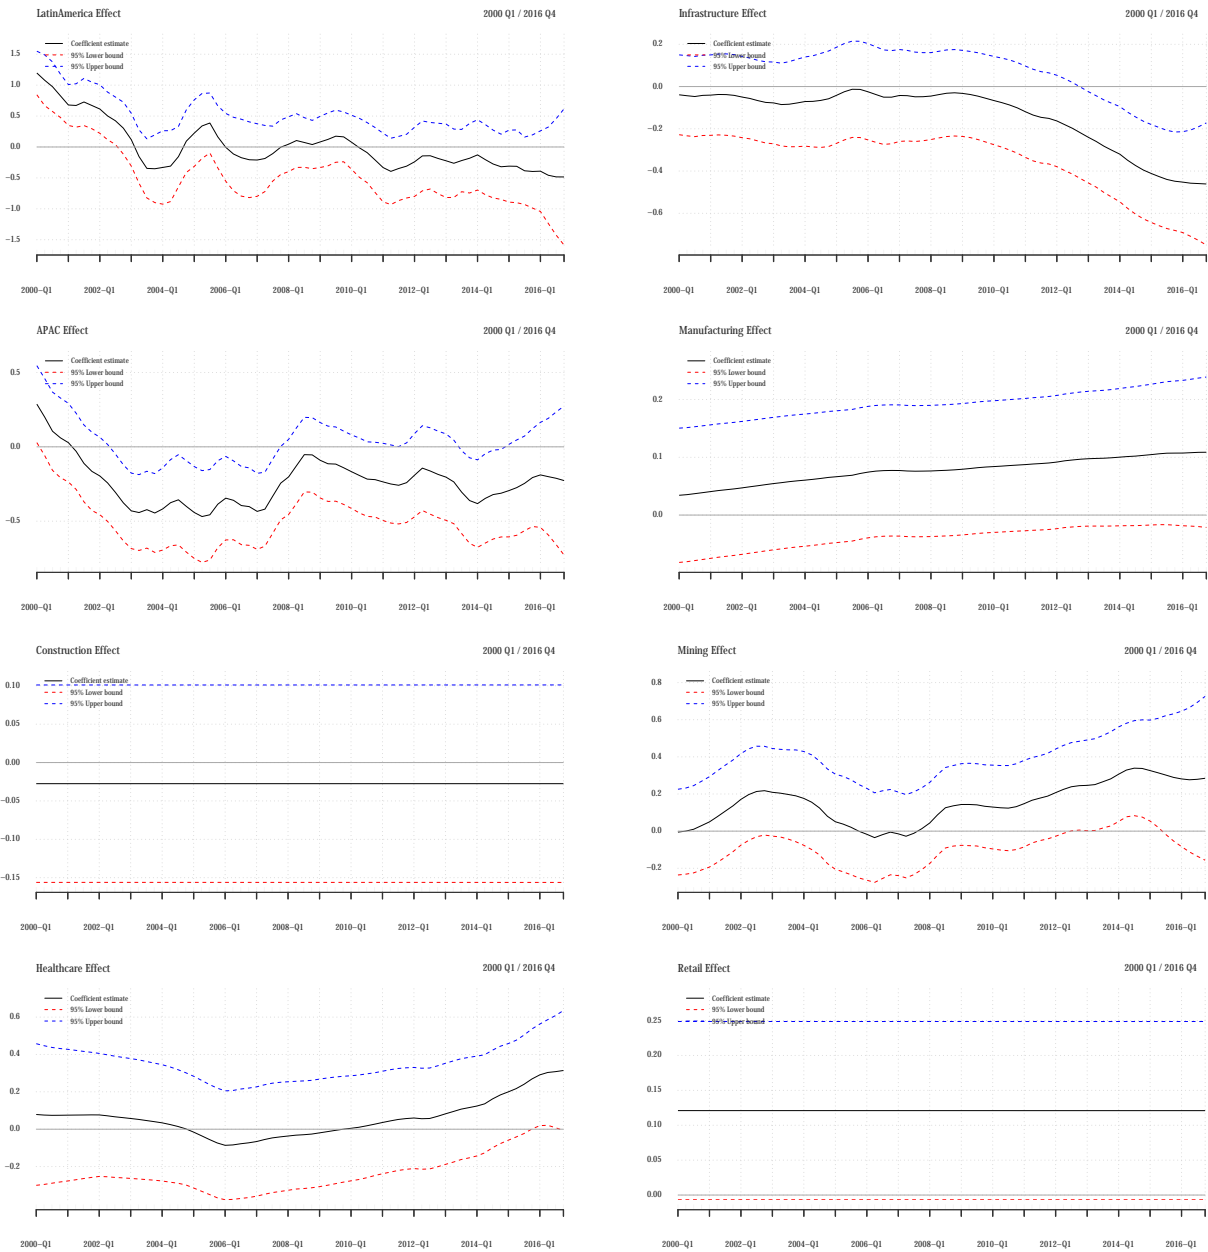 LatinAmerica Effect 2000 Q1 / 2016 Q4
Coefficient estimate
95% Lower bound
95% Upper bound
1.5
1.0
0.5
0.0
−0.5
−1.0
−1.5
2000−Q1 2002−Q1 2004−Q1 2006−Q1 2008−Q1 2010−Q1 2012−Q1 2014−Q1 2016−Q1
Infrastructure Effect 2000 Q1 / 2016 Q4
Coefficient estimate
95% Lower bound
95% Upper bound
0.2
0.0
−0.2
−0.4
−0.6
2000−Q1 2002−Q1 2004−Q1 2006−Q1 2008−Q1 2010−Q1 2012−Q1 2014−Q1 2016−Q1
APAC Effect 2000 Q1 / 2016 Q4
Coefficient estimate
95% Lower bound
95% Upper bound
0.5
0.0
−0.5
2000−Q1 2002−Q1 2004−Q1 2006−Q1 2008−Q1 2010−Q1 2012−Q1 2014−Q1 2016−Q1
Manufacturing Effect 2000 Q1 / 2016 Q4
Coefficient estimate
95% Lower bound
95% Upper bound
0.2
0.1
0.0
2000−Q1 2002−Q1 2004−Q1 2006−Q1 2008−Q1 2010−Q1 2012−Q1 2014−Q1 2016−Q1
Construction Effect 2000 Q1 / 2016 Q4
Coefficient estimate
95% Lower bound
95% Upper bound
0.10
0.05
0.00
−0.05
−0.10
−0.15
2000−Q1 2002−Q1 2004−Q1 2006−Q1 2008−Q1 2010−Q1 2012−Q1 2014−Q1 2016−Q1
Mining Effect 2000 Q1 / 2016 Q4
Coefficient estimate
95% Lower bound
95% Upper bound
0.8
0.6
0.4
0.2
0.0
−0.2
2000−Q1 2002−Q1 2004−Q1 2006−Q1 2008−Q1 2010−Q1 2012−Q1 2014−Q1 2016−Q1
Healthcare Effect 2000 Q1 / 2016 Q4
Coefficient estimate
95% Lower bound
95% Upper bound
0.6
0.4
0.2
0.0
−0.2
2000−Q1 2002−Q1 2004−Q1 2006−Q1 2008−Q1 2010−Q1 2012−Q1 2014−Q1 2016−Q1
Retail Effect 2000 Q1 / 2016 Q4
Coefficient estimate
95% Lower bound
95% Upper bound
0.25
0.20
0.15
0.10
0.05
0.00
2000−Q1 2002−Q1 2004−Q1 2006−Q1 2008−Q1 2010−Q1 2012−Q1 2014−Q1 2016−Q1